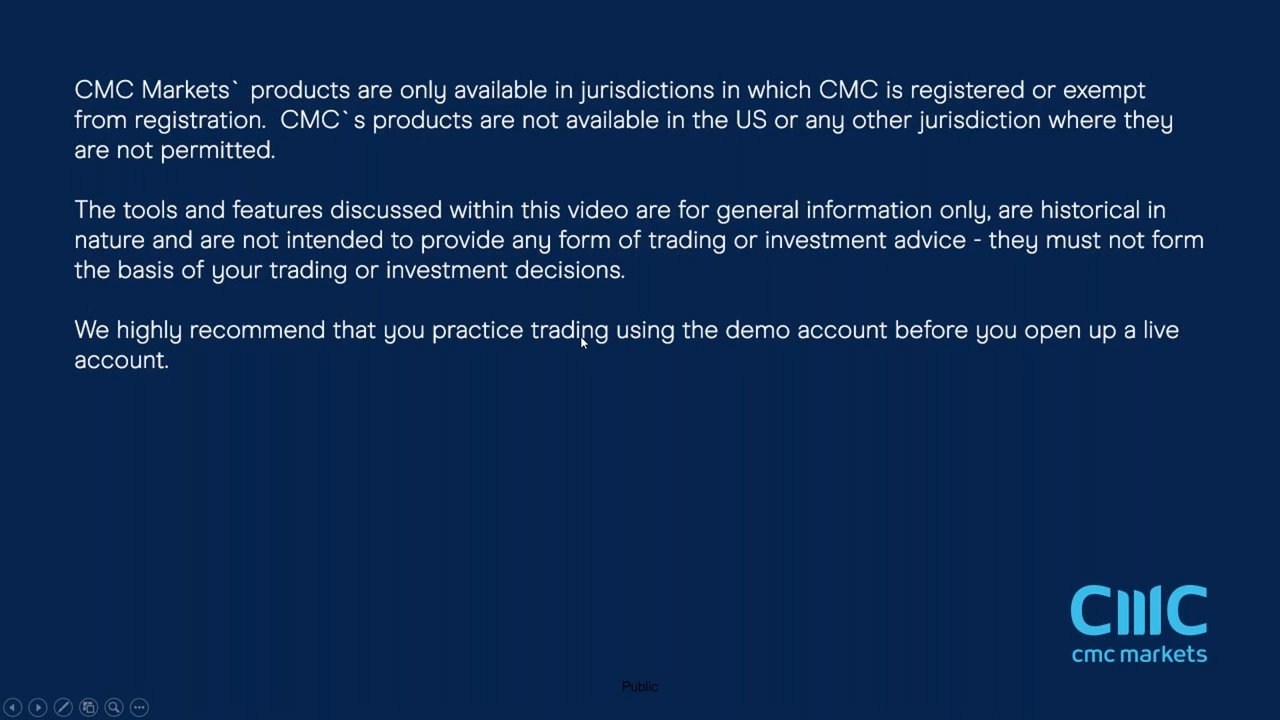 CMC Markets` products are only available in jurisdictions in which CMC is registered or exempt
from registration.  CMC`s products are not available in the US or any other jurisdiction where they
are not permitted.
The tools and features discussed within this video are for general information only, are historical in
nature and are not intended to provide any form of trading or investment advice - they must not form
the basis of your trading or investment decisions.
We highly recommend that you practice trading using the demo account before you open up a live
account.
CMC
cmc markets
Public